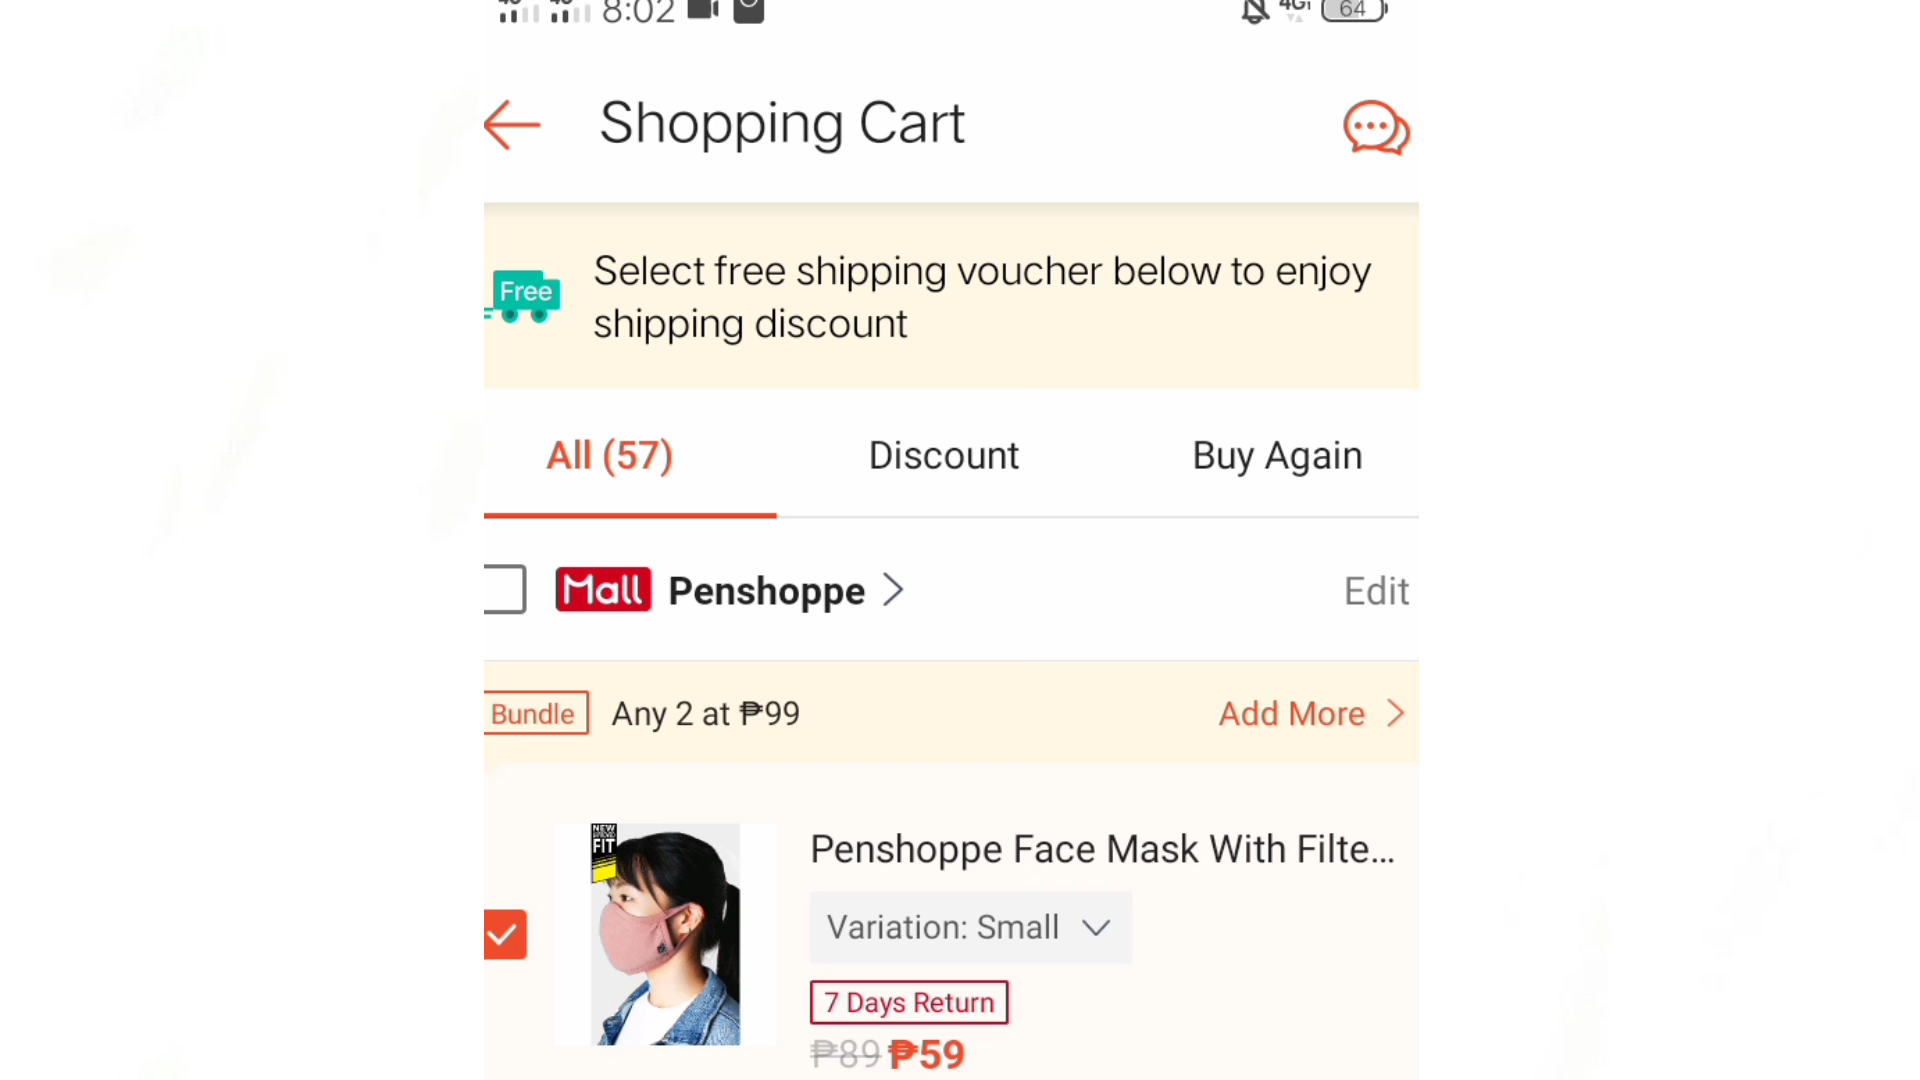 8:02 64
Shopping Cart
Free
Select free shipping voucher below to enjoy
shipping discount
All (57) Discount Buy Again
Mall Penshoppe Edit
Bundle Any 2 at ₱99 Add More
NEW
FIT
Penshoppe Face Mask With Filte...
Variation: Small
7 Days Return
₱89 ₱59